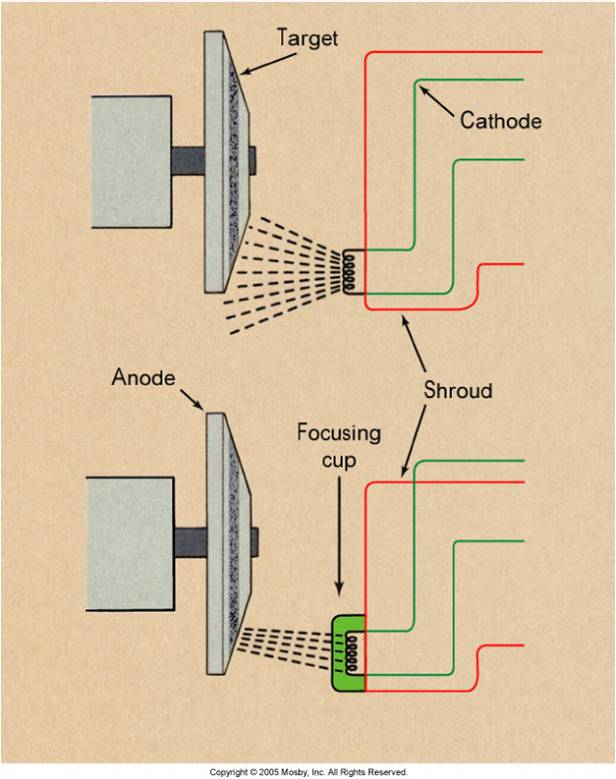 Target
Cathode
Anode
Shroud
Focusing
cup
Copyright © 2005 Mosby, Inc. All Rights Reserved.